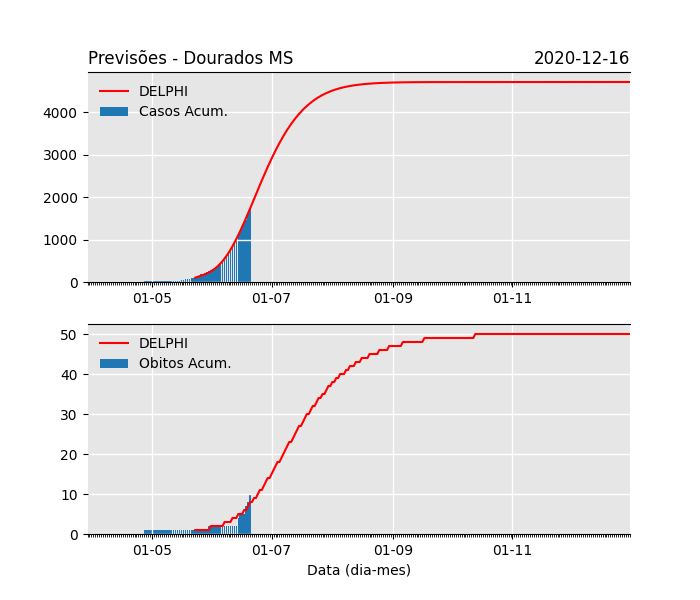 Previsões - Dourados MS 2020-12-16
DELPHI
Casos Acum.
4000
3000
2000
1000
0
01-05 01-07 01-09 01-11
DELPHI
Obitos Acum.
50
40
30
20
10
0
01-05 01-07 01-09 01-11
Data (dia-mes)